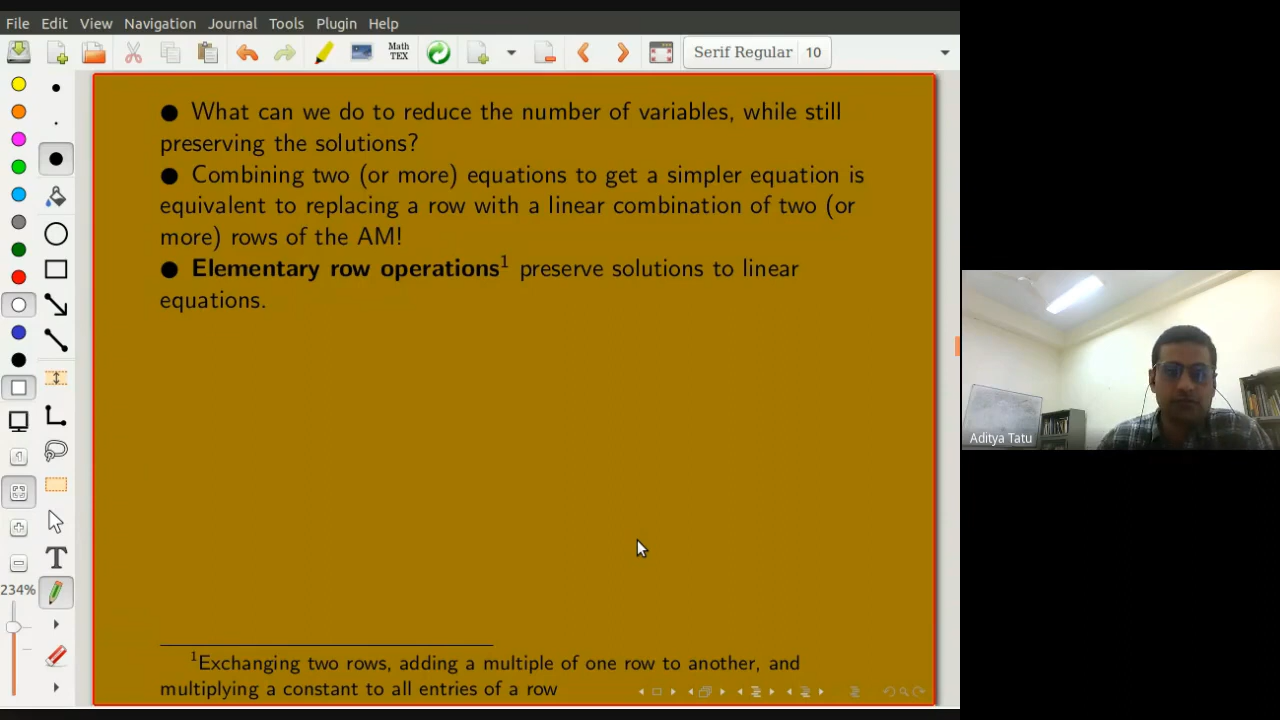 File Edit View Navigation Journal Tools Plugin Help
Math
TEX
Serif Regular 10
● What can we do to reduce the number of variables, while still
preserving the solutions?
● Combining two (or more) equations to get a simpler equation is
equivalent to replacing a row with a linear combination of two (or
more) rows of the AM!
● Elementary row operations¹ preserve solutions to linear
equations.
Aditya Tatu
234%
T
¹Exchanging two rows, adding a multiple of one row to another, and
multiplying a constant to all entries of a row